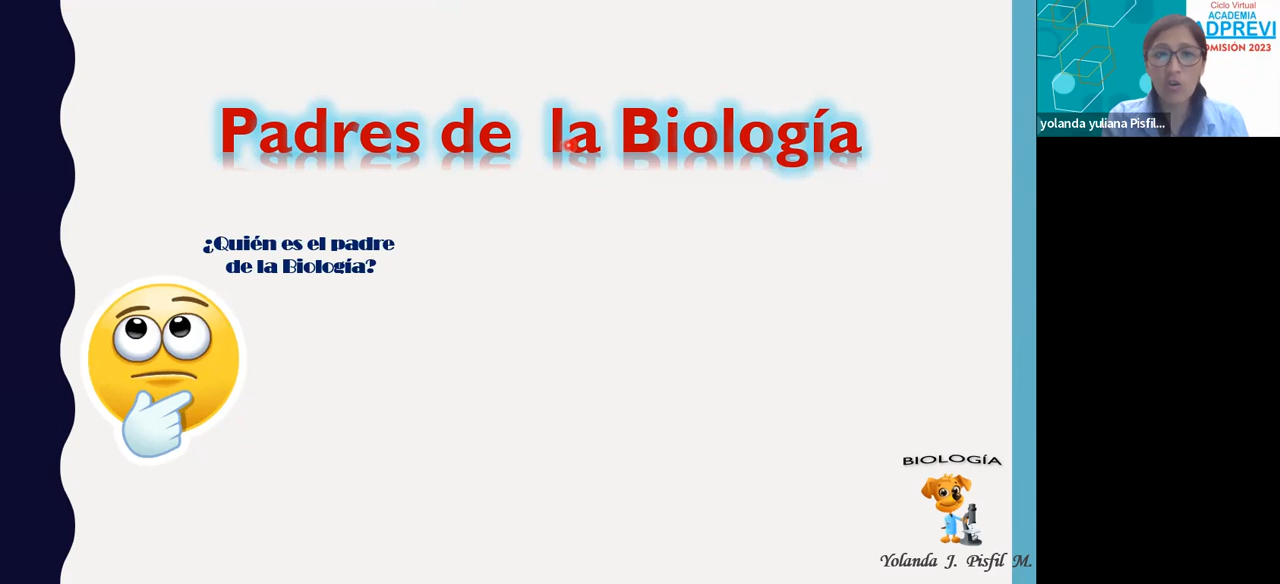 Padres de la Biología
¿Quién es el padre
de la Biología?
BIOLOGÍA
Yolanda J. Pisfil M.
Ciclo Virtual
ACADEMIA
ADPREVI
OMISIÓN 2023
yolanda yuliana Pisfil...